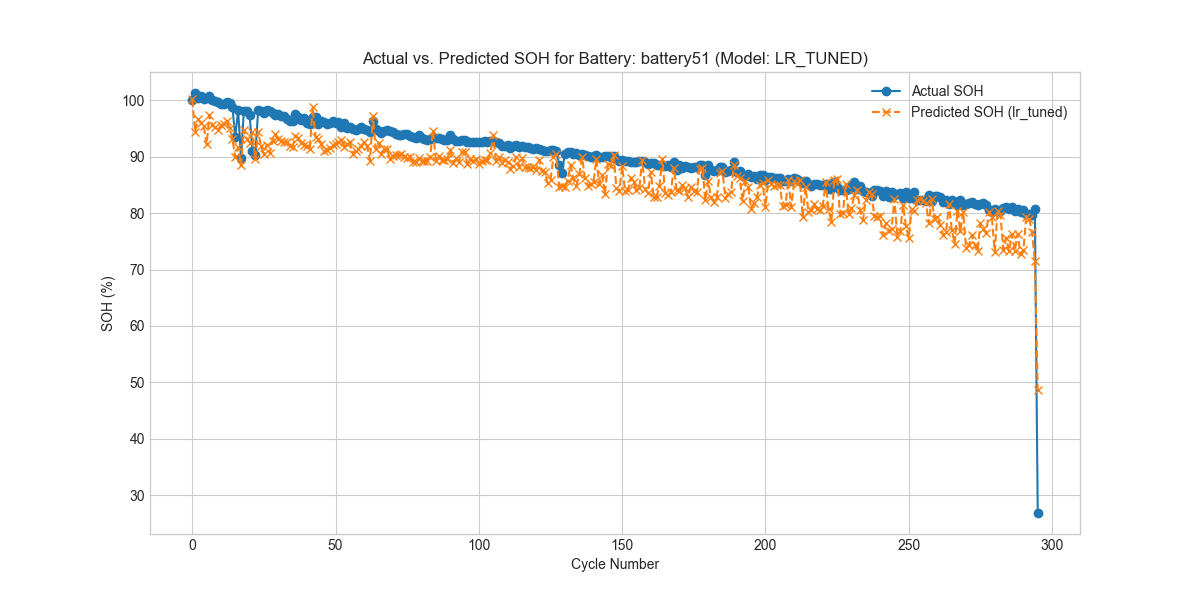 Actual vs. Predicted SOH for Battery: battery51 (Model: LR_TUNED)
Actual SOH
Predicted SOH (lr_tuned)
SOH (%)
100
90
80
70
60
50
40
30
0 50 100 150 200 250 300
Cycle Number